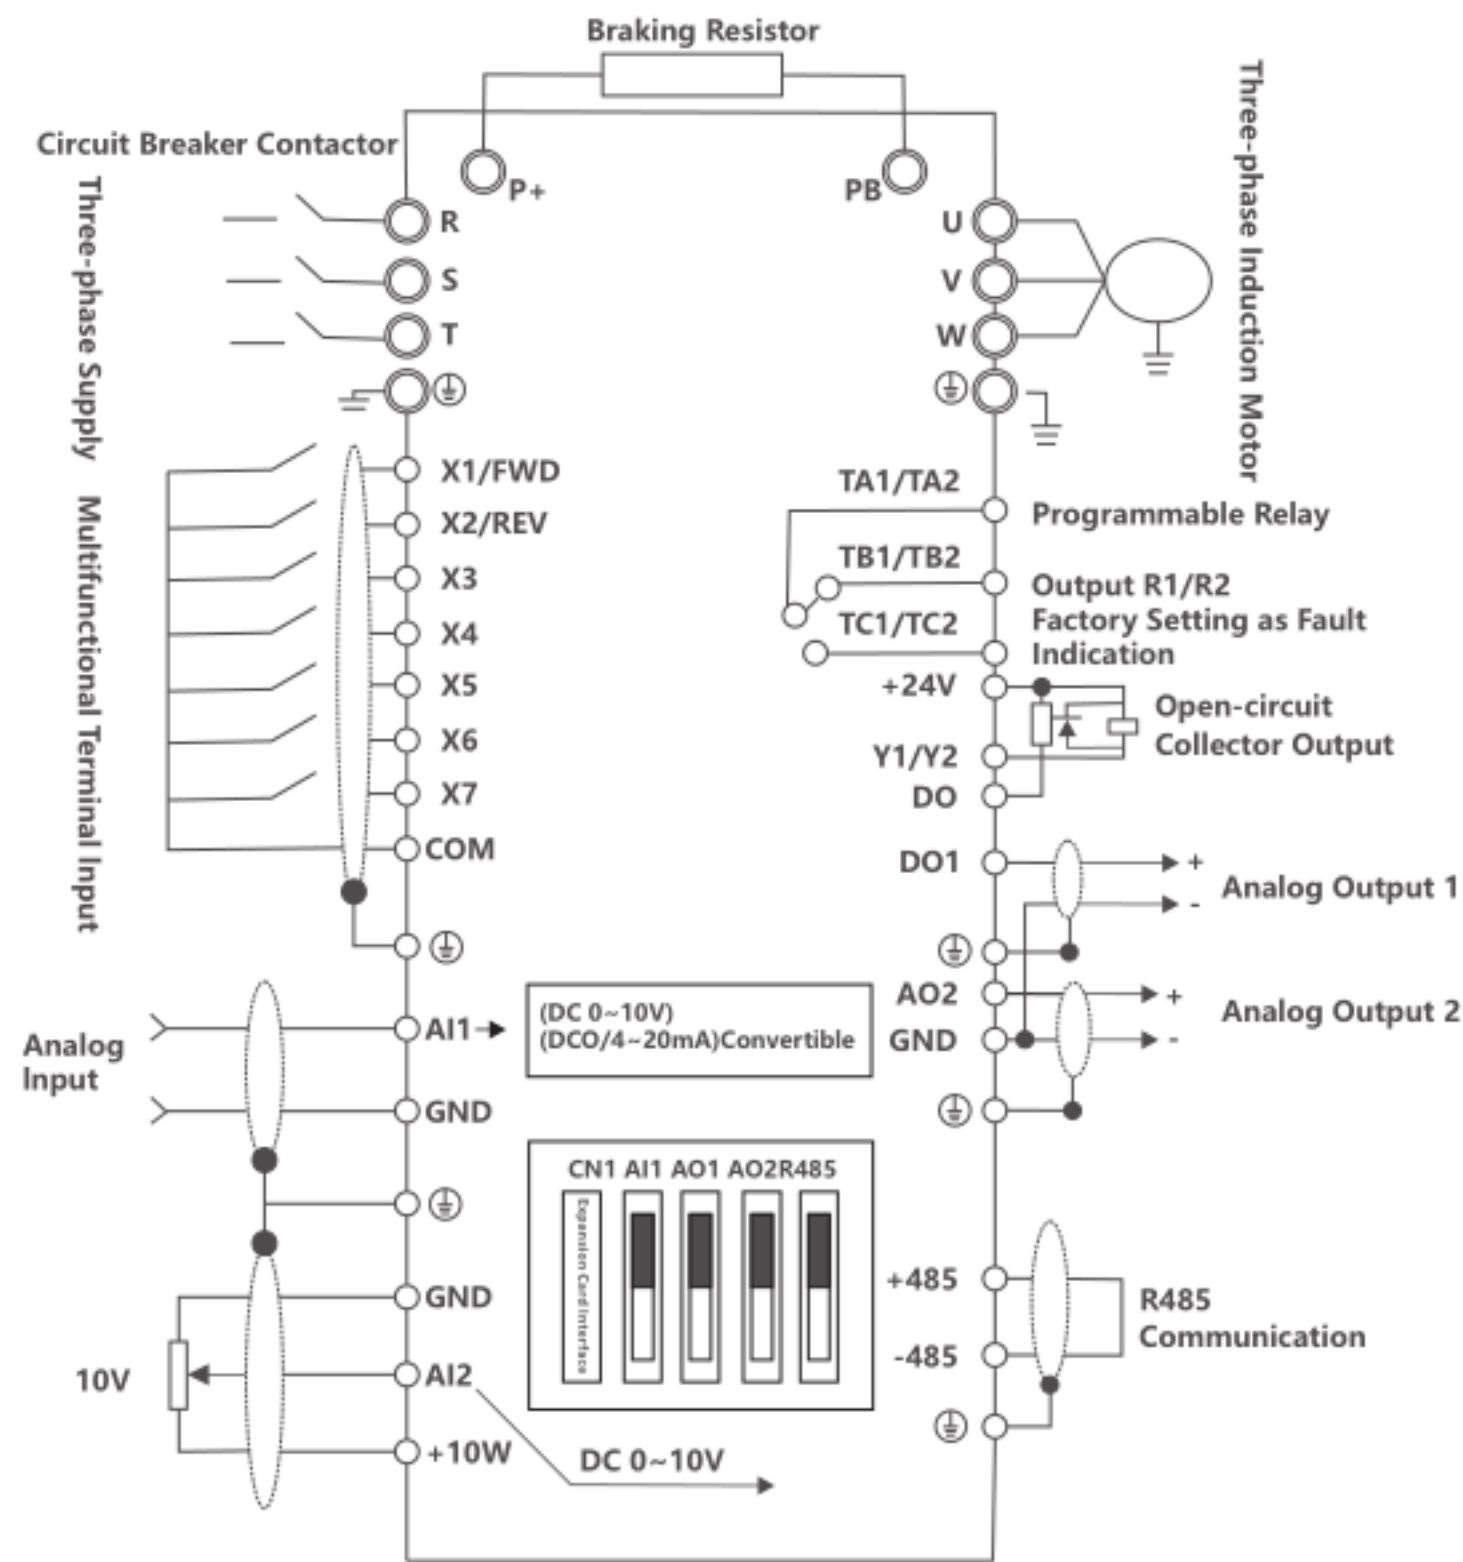 Braking Resistor
Circuit Breaker Contactor
P+
PB
Three-phase Supply
R
S
T
U
V
W
Three-phase Induction Motor
Multifunctional Terminal Input
X1/FWD
X2/REV
X3
X4
X5
X6
X7
COM
TA1/TA2
Programmable Relay
TB1/TB2
Output R1/R2
TC1/TC2
Factory Setting as Fault
Indication
+24V
Open-circuit
Collector Output
Y1/Y2
DO
DO1
+
-
Analog Output 1
AO2
+
GND
-
Analog Output 2
Analog
Input
AI1
(DC 0~10V)
(DCO/4~20mA)Convertible
GND
CN1 AI1 AO1 AO2R485
Expansion Card Interface
GND
10V
AI2
+10W
DC 0~10V
+485
-485
R485
Communication